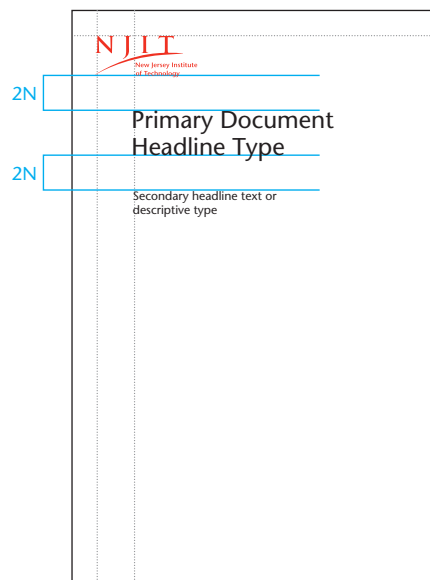 NJIT
New Jersey Institute
of Technology
2N
Primary Document
Headline Type
2N
Secondary headline text or
descriptive type